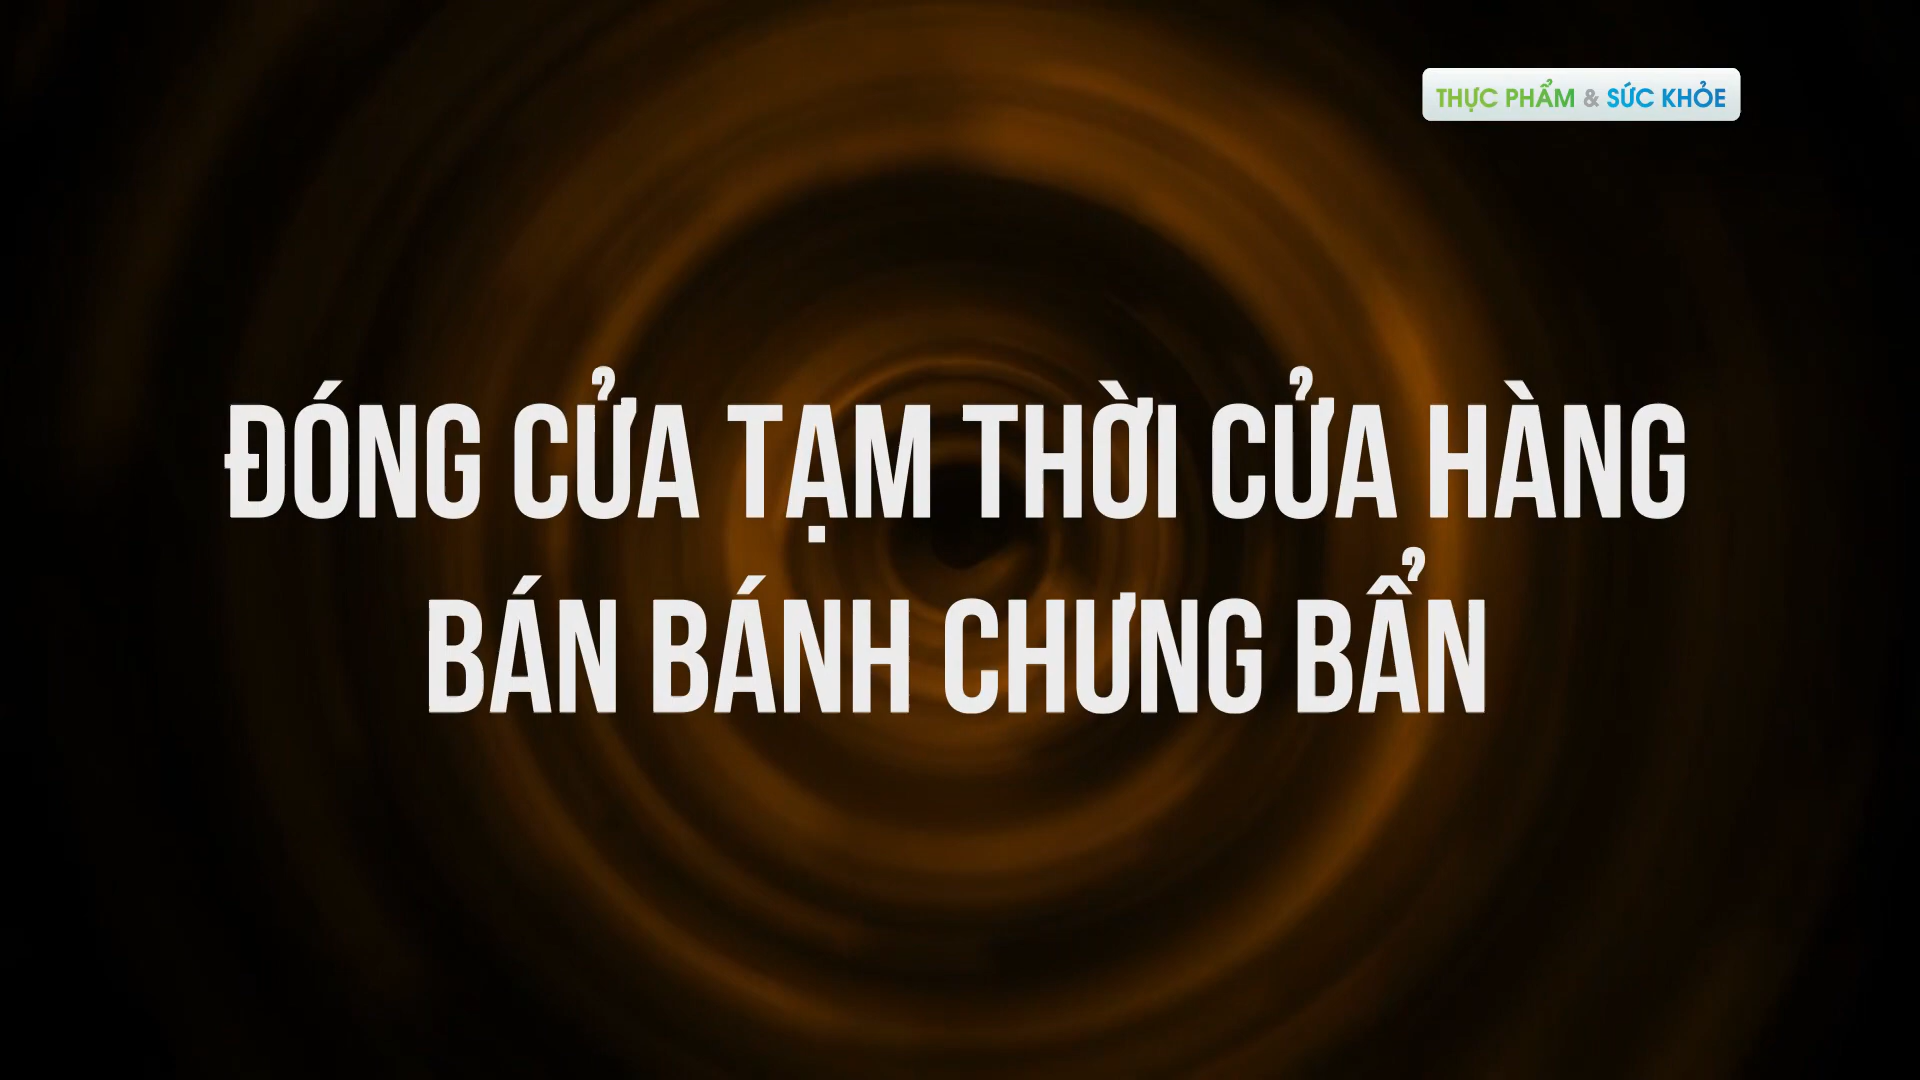 THỰC PHẨM & SỨC KHỎE
ĐÓNG CỬA TẠM THỜI CỬA HÀNG
BÁN BÁNH CHƯNG BẨN